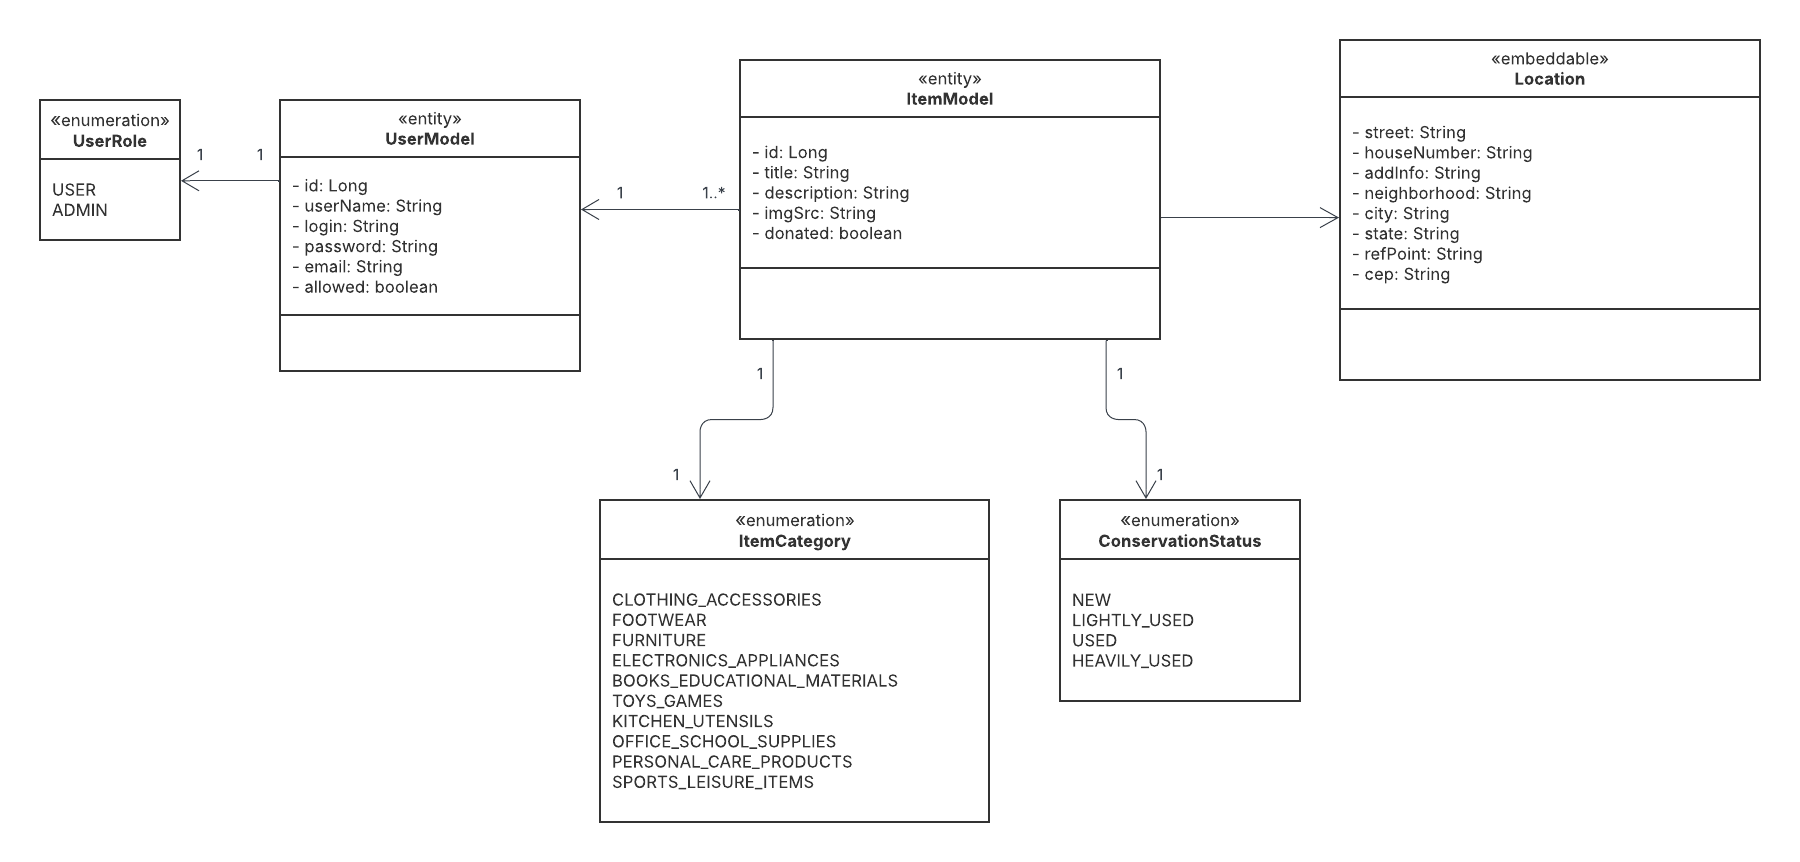 «enumeration»
UserRole
USER
ADMIN
1
1
«entity»
UserModel
- id: Long
- userName: String
- login: String
- password: String
- email: String
- allowed: boolean
1
1..*
«entity»
ItemModel
- id: Long
- title: String
- description: String
- imgSrc: String
- donated: boolean
«embeddable»
Location
- street: String
- houseNumber: String
- addInfo: String
- neighborhood: String
- city: String
- state: String
- refPoint: String
- cep: String
1
1
1
1
«enumeration»
ItemCategory
CLOTHING_ACCESSORIES
FOOTWEAR
FURNITURE
ELECTRONICS_APPLIANCES
BOOKS_EDUCATIONAL_MATERIALS
TOYS_GAMES
KITCHEN_UTENSILS
OFFICE_SCHOOL_SUPPLIES
PERSONAL_CARE_PRODUCTS
SPORTS_LEISURE_ITEMS
«enumeration»
ConservationStatus
NEW
LIGHTLY_USED
USED
HEAVILY_USED